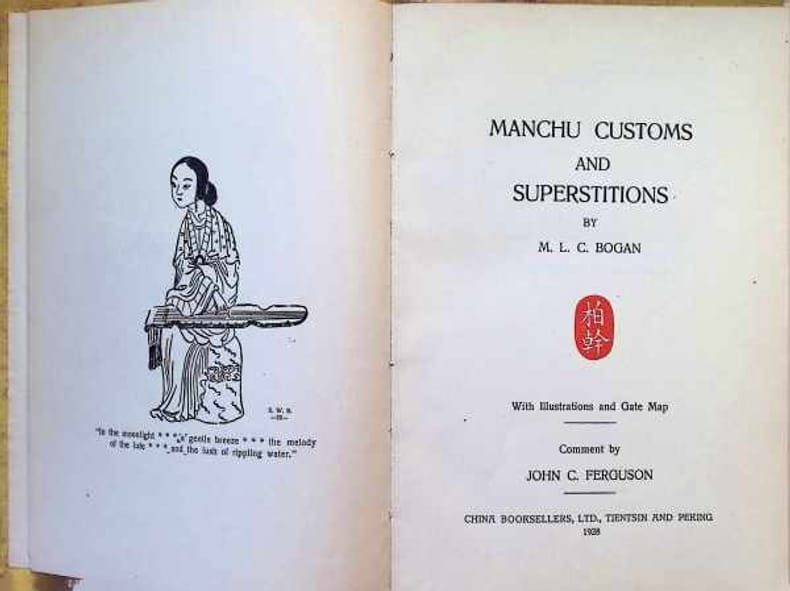 S. W. B.
"In the moonlight * * * a gentle breeze * * * the melody
of the lute * * * and the lush of rippling water."
MANCHU CUSTOMS
AND
SUPERSTITIONS
BY
M. L. C. BOGAN
柏
幹
With Illustrations and Gate Map
Comment by
JOHN C. FERGUSON
CHINA BOOKSELLERS, LTD., TIENTSIN AND PEKING
1928